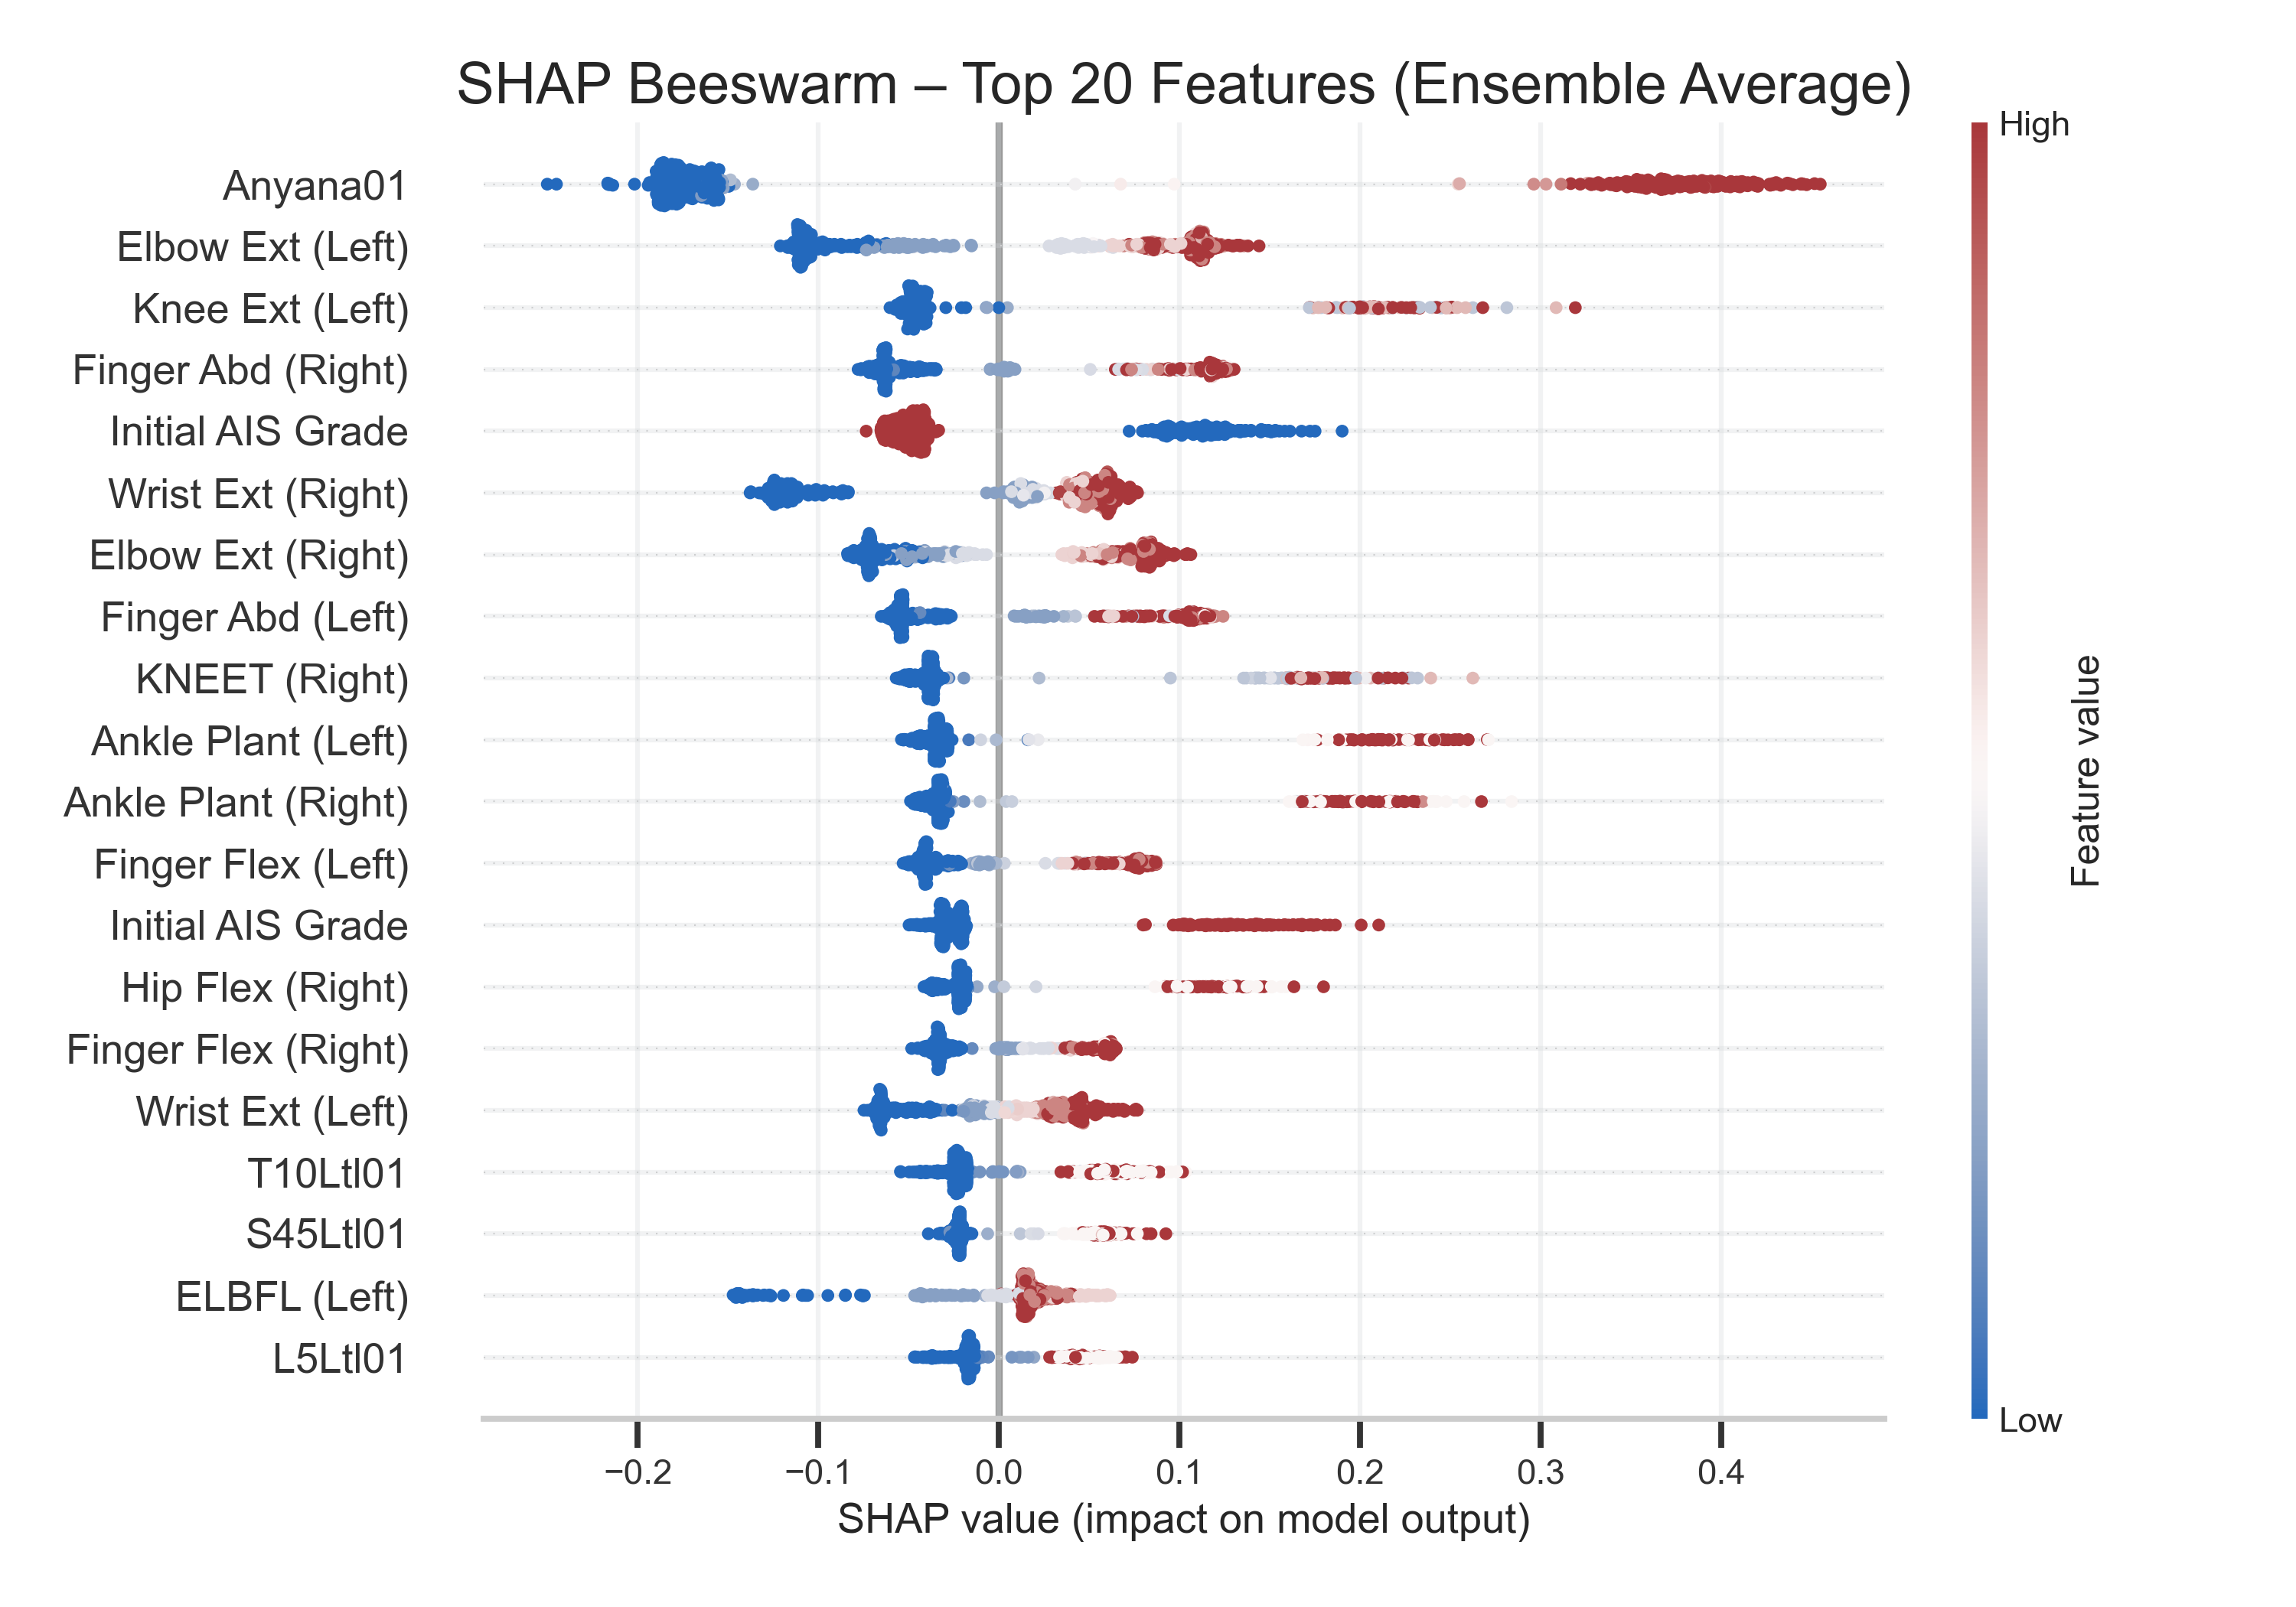 SHAP Beeswarm – Top 20 Features (Ensemble Average)
High
Anyana01
Elbow Ext (Left)
Knee Ext (Left)
Finger Abd (Right)
Initial AIS Grade
Wrist Ext (Right)
Elbow Ext (Right)
Finger Abd (Left)
KNEET (Right)
Ankle Plant (Left)
Ankle Plant (Right)
Finger Flex (Left)
Initial AIS Grade
Hip Flex (Right)
Finger Flex (Right)
Wrist Ext (Left)
T10Ltl01
S45Ltl01
ELBFL (Left)
L5Ltl01
Feature value
Low
−0.2 −0.1 0.0 0.1 0.2 0.3 0.4
SHAP value (impact on model output)